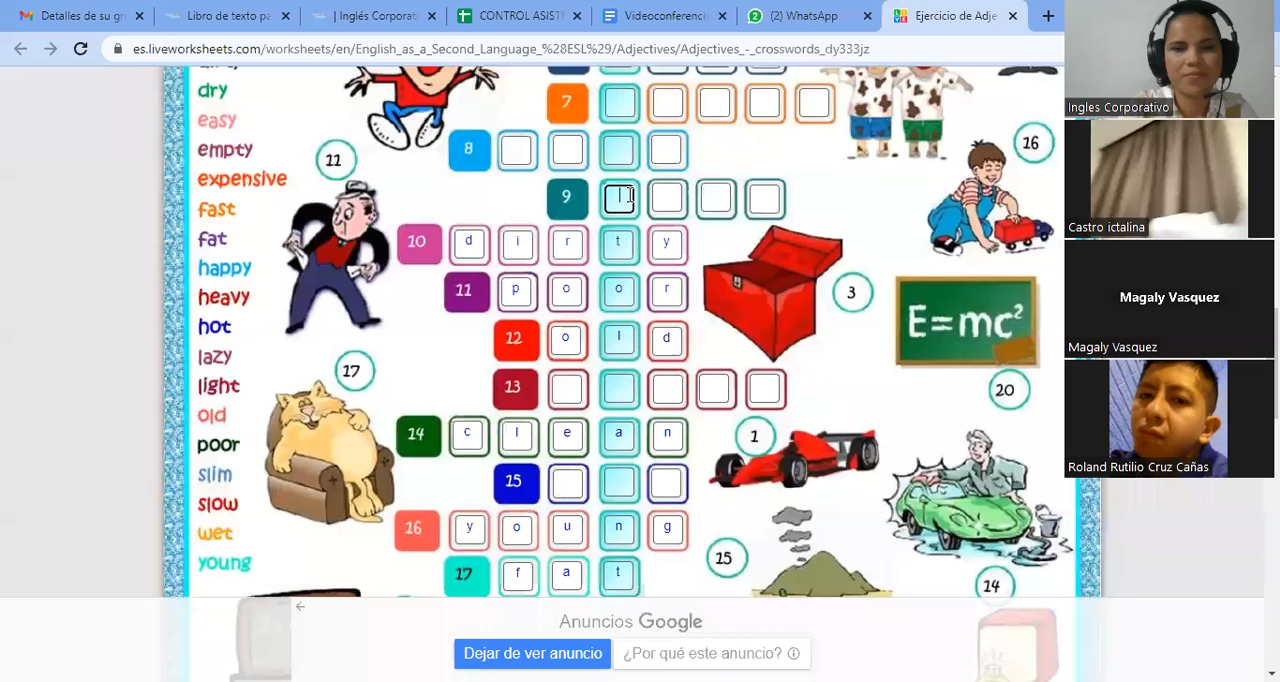 Detalles de su gr
Libro de texto pa
Inglés Corporati
CONTROL ASIST
Videoconferenci
(2) WhatsApp
Ejercicio de Adje
es.liveworksheets.com/worksheets/en/English_as_a_Second_Language_%28ESL%29/Adjectives/Adjectives_-_crosswords_dy333jz
Ingles Corporativo
Castro ictalina
Magaly Vasquez
Magaly Vasquez
Roland Rutilio Cruz Cañas
dry
easy
empty
expensive
fast
fat
happy
heavy
hot
lazy
light
old
poor
slim
slow
wet
young
7
8
9 l
10 d i r t y
11 p o o r
12 o l d
13
14 c l e a n
15
16 y o u n g
17 f a t
11
16
3
E=mc²
17
20
1
15
14
Anuncios Google
Dejar de ver anuncio
¿Por qué este anuncio?